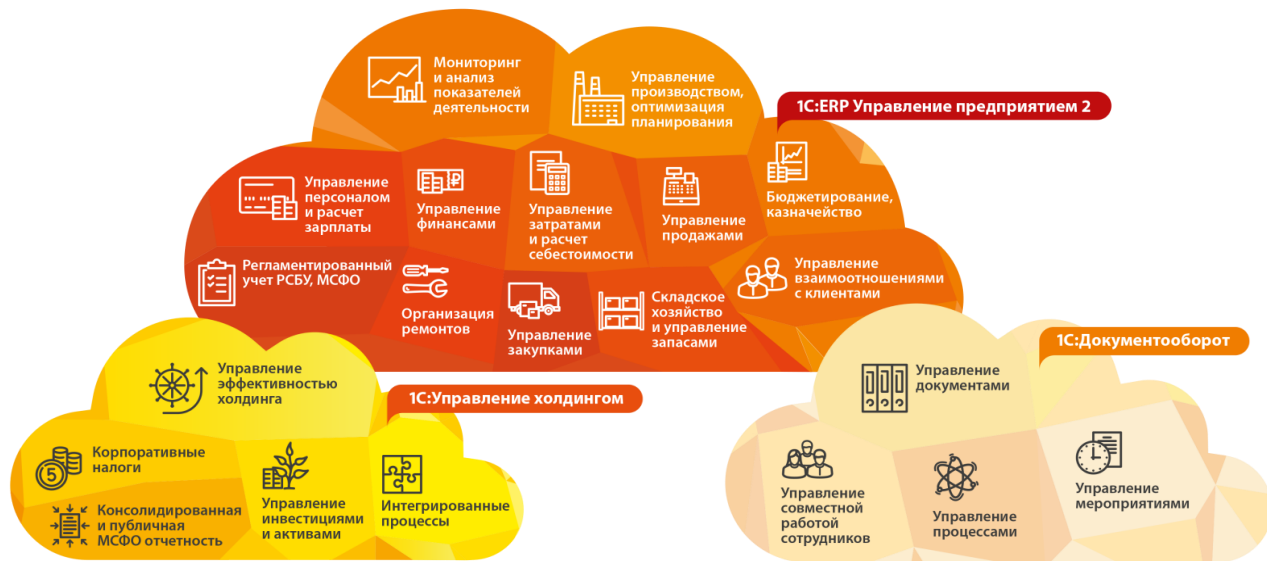 Мониторинг
и анализ
показателей
деятельности
Управление
производством,
оптимизация
планирования
1С:ERP Управление предприятием 2
Управление
персоналом
и расчет
зарплаты
Управление
финансами
Управление
затратами
и расчет
себестоимости
Управление
продажами
Бюджетирование,
казначейство
Регламентированный
учет РСБУ, МСФО
Организация
ремонтов
Управление
закупками
Складское
хозяйство
и управление
запасами
Управление
взаимоотношениями
с клиентами
Управление
эффективностью
холдинга
1С:Управление холдингом
Корпоративные
налоги
5
Консолидированная
и публичная
МСФО отчетность
Управление
инвестициями
и активами
Интегрированные
процессы
1С:Документооборот
Управление
документами
Управление
совместной
работой
сотрудников
Управление
процессами
Управление
мероприятиями